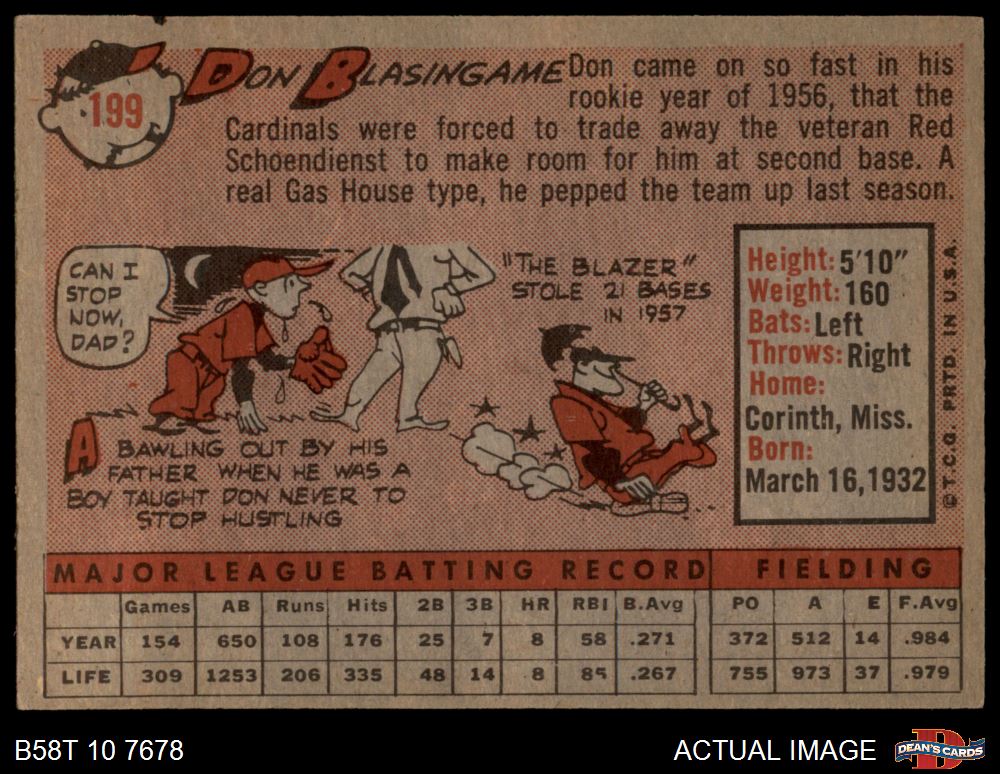 199
DON BLASINGAME
Don came on so fast in his
rookie year of 1956, that the
Cardinals were forced to trade away the veteran Red
Schoendienst to make room for him at second base. A
real Gas House type, he pepped the team up last season.
CAN I
STOP
NOW,
DAD?
A BAWLING OUT BY HIS
FATHER WHEN HE WAS A
BOY TAUGHT DON NEVER TO
STOP HUSTLING
"THE BLAZER"
STOLE 21 BASES
IN 1957
Height: 5'10"
Weight: 160
Bats: Left
Throws: Right
Home:
Corinth, Miss.
Born:
March 16, 1932
©T.C.G. PRTD. IN U.S.A.
MAJOR LEAGUE BATTING RECORD FIELDING
Games AB Runs Hits 2B 3B HR RBI B.Avg PO A E F.Avg
YEAR 154 650 108 176 25 7 8 58 .271 372 512 14 .984
LIFE 309 1253 206 335 48 14 8 85 .267 755 973 37 .979
B58T 10 7678 ACTUAL IMAGE DEAN'S CARDS